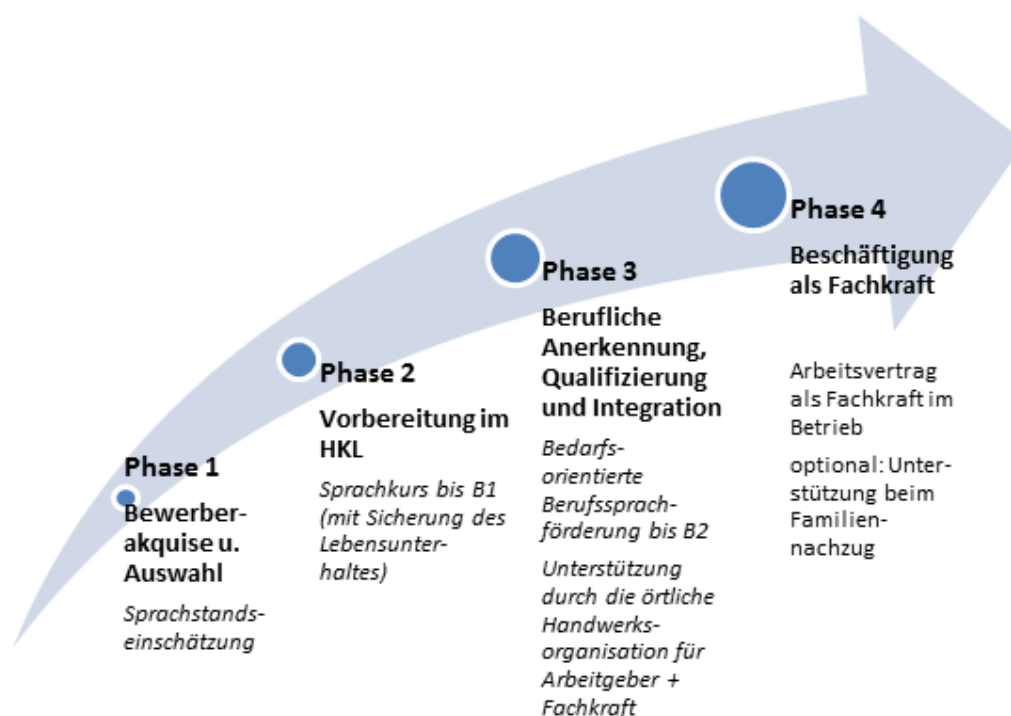 Phase 1
Bewerber-
akquise u.
Auswahl
Sprachstands-
einschätzung
Phase 2
Vorbereitung im
HKL
Sprachkurs bis B1
(mit Sicherung des
Lebensunter-
haltes)
Phase 3
Berufliche
Anerkennung,
Qualifizierung
und Integration
Bedarfs-
orientierte
Berufssprach-
förderung bis B2
Unterstützung
durch die örtliche
Handwerks-
organisation für
Arbeitgeber +
Fachkraft
Phase 4
Beschäftigung
als Fachkraft
Arbeitsvertrag
als Fachkraft im
Betrieb
optional: Unter-
stützung beim
Familien-
nachzug